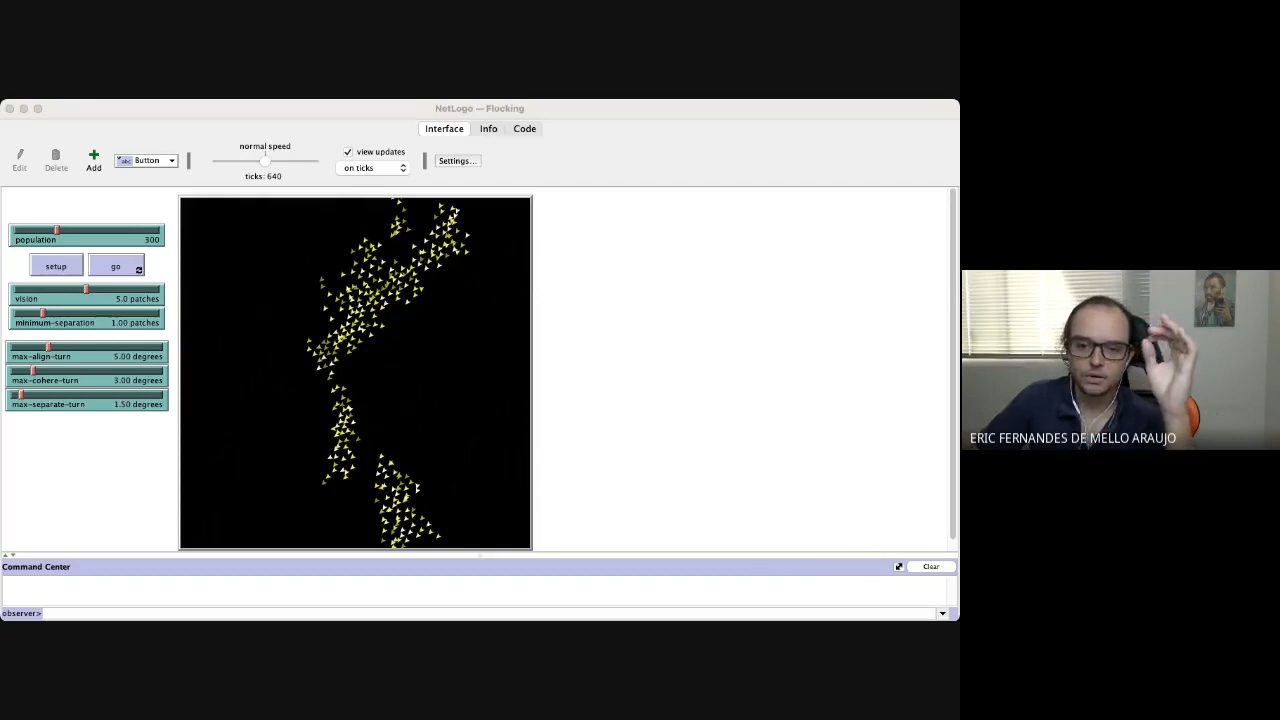 NetLogo — Flocking
Interface Info Code
Edit Delete Add Button normal speed view updates Settings...
on ticks
ticks: 640
population 300
setup go
vision 5.0 patches
minimum-separation 1.00 patches
max-align-turn 5.00 degrees
max-cohere-turn 3.00 degrees
max-separate-turn 1.50 degrees
ERIC FERNANDES DE MELLO ARAUJO
Command Center Clear
observer>